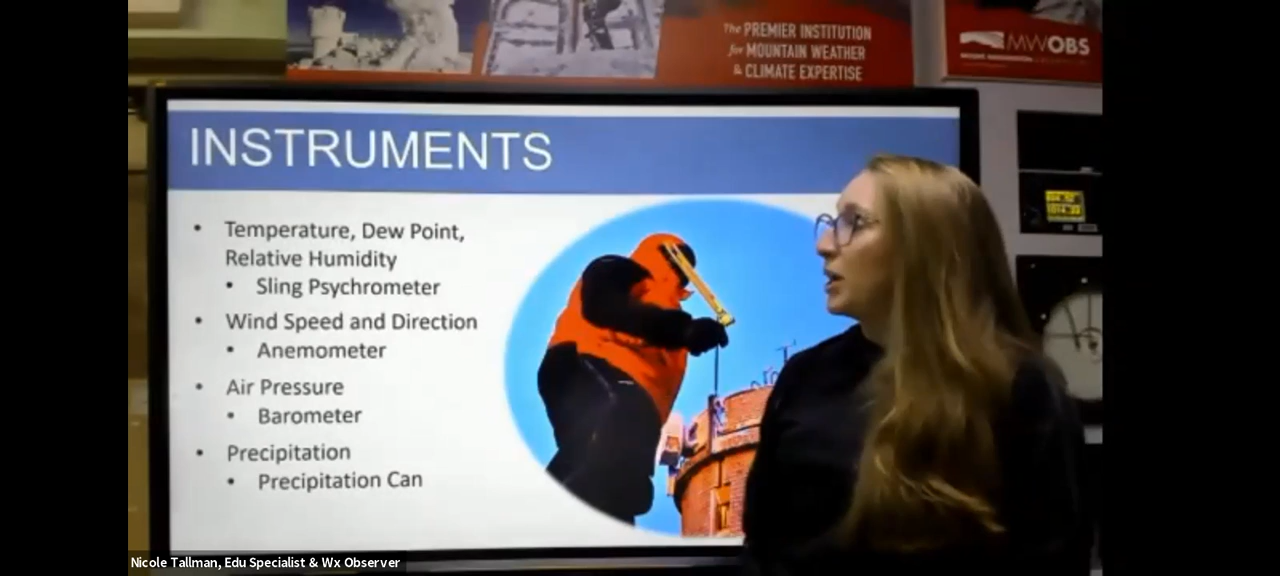 The PREMIER INSTITUTION
for MOUNTAIN WEATHER
& CLIMATE EXPERTISE
MWOBS
INSTRUMENTS
• Temperature, Dew Point,
Relative Humidity
• Sling Psychrometer
• Wind Speed and Direction
• Anemometer
• Air Pressure
• Barometer
• Precipitation
• Precipitation Can
Nicole Tallman, Edu Specialist & Wx Observer